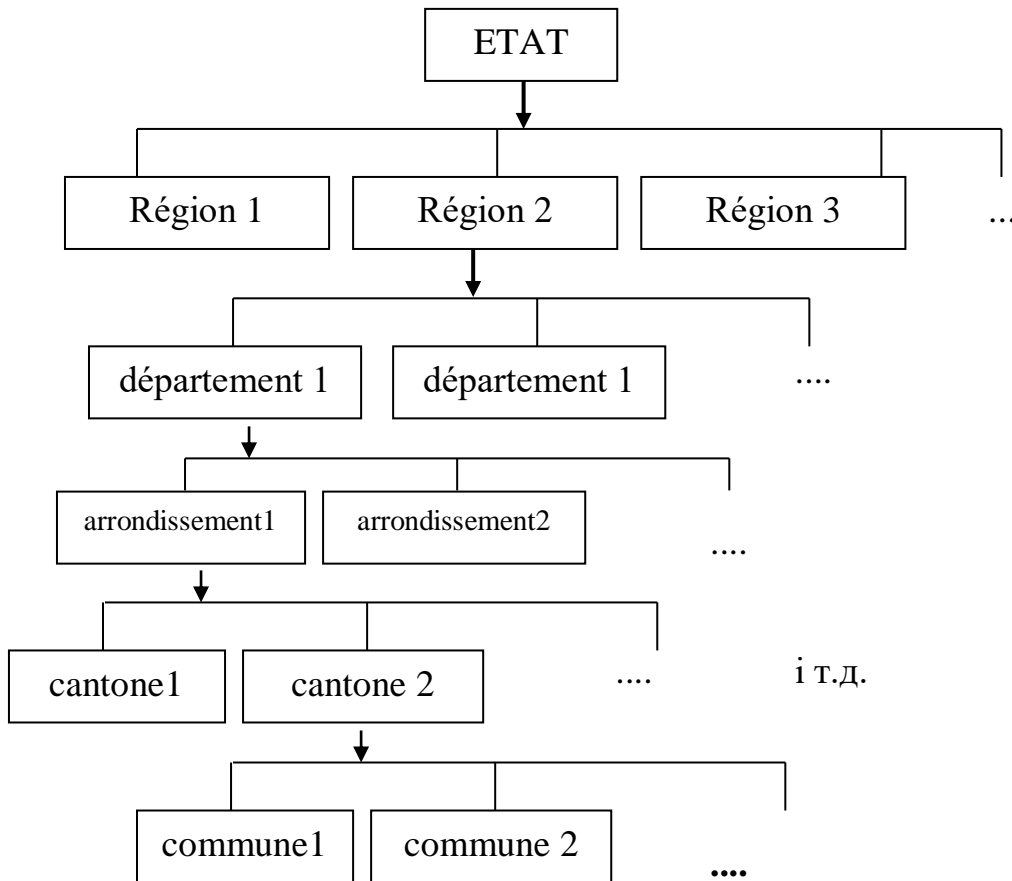 ETAT
Région 1 Région 2 Région 3 ...
département 1 département 1 ....
arrondissement1 arrondissement2 ....
cantone1 cantone 2 .... і т.д.
commune1 commune 2 ....